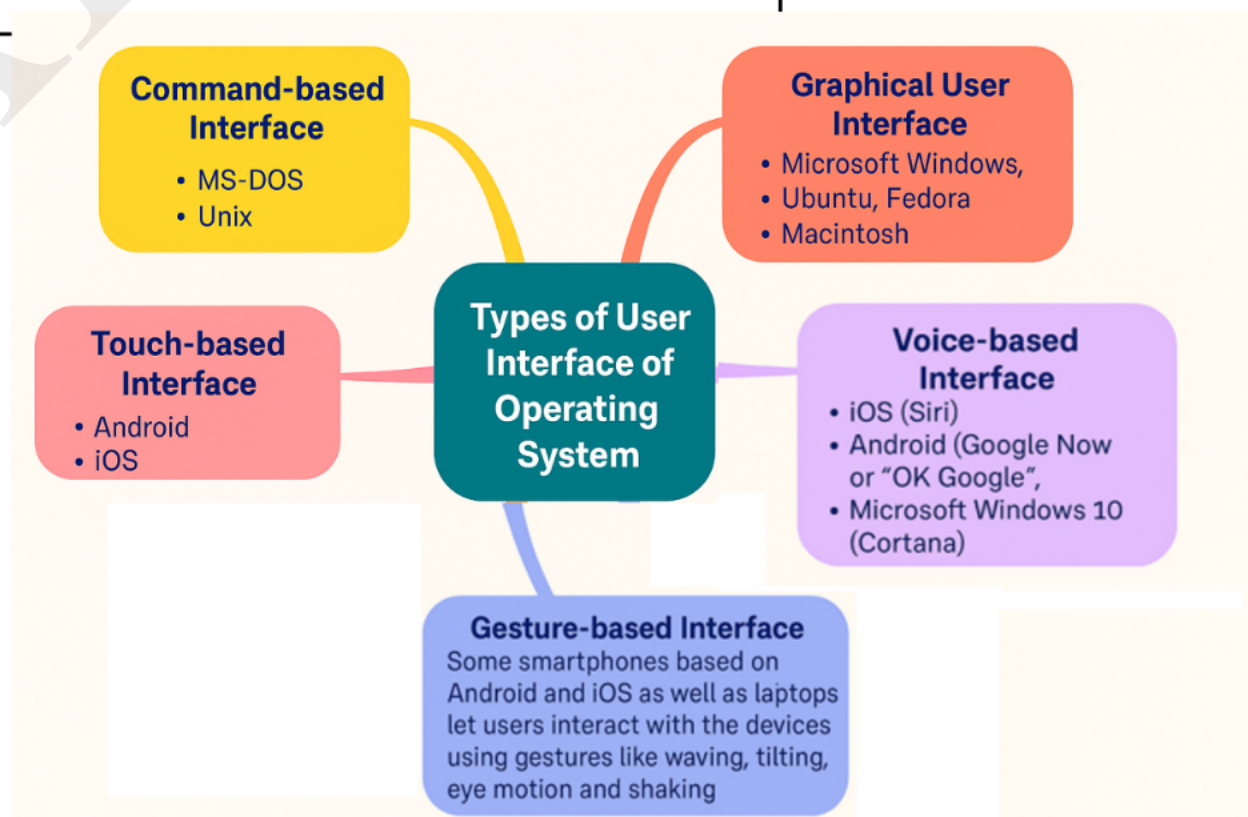 Command-based
Interface
• MS-DOS
• Unix
Graphical User
Interface
• Microsoft Windows,
• Ubuntu, Fedora
• Macintosh
Types of User
Interface of
Operating
System
Touch-based
Interface
• Android
• iOS
Voice-based
Interface
• iOS (Siri)
• Android (Google Now
or “OK Google”,
• Microsoft Windows 10
(Cortana)
Gesture-based Interface
Some smartphones based on
Android and iOS as well as laptops
let users interact with the devices
using gestures like waving, tilting,
eye motion and shaking